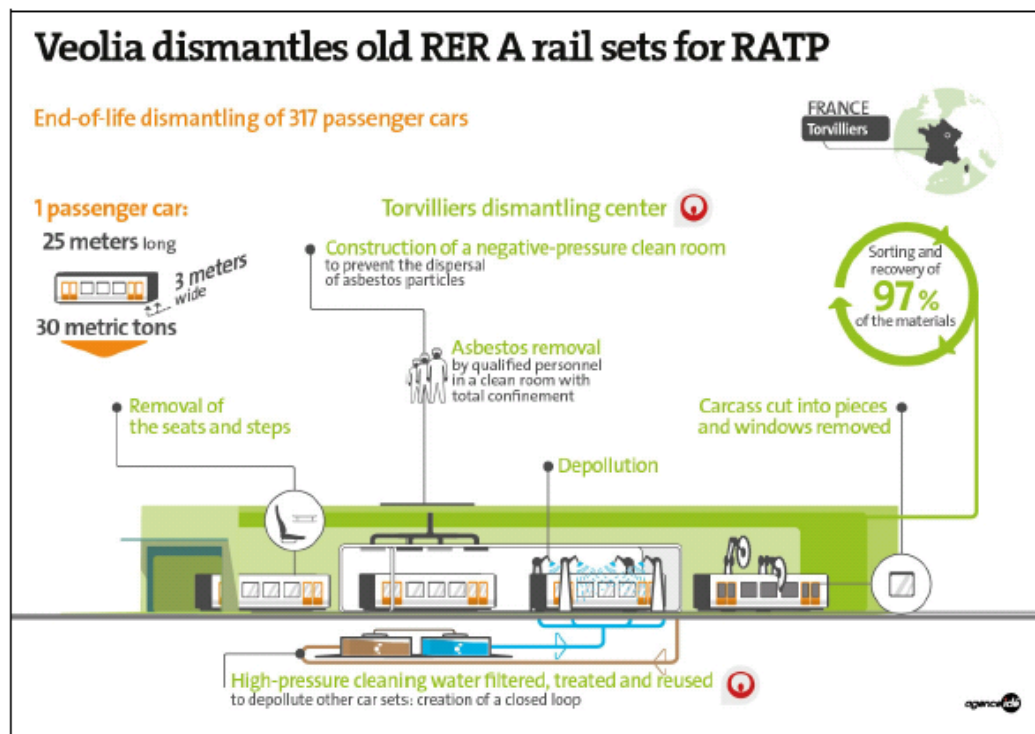 Veolia dismantles old RER A rail sets for RATP
End-of-life dismantling of 317 passenger cars
FRANCE
Torvilliers
1 passenger car:
25 meters long
3 meters
wide
30 metric tons
Torvilliers dismantling center
Construction of a negative-pressure clean room
to prevent the dispersal
of asbestos particles
Sorting and
recovery of
97%
of the materials
Asbestos removal
by qualified personnel
in a clean room with
total confinement
Removal of
the seats and steps
Carcass cut into pieces
and windows removed
Depollution
High-pressure cleaning water filtered, treated and reused
to depollute other car sets: creation of a closed loop
agence idé